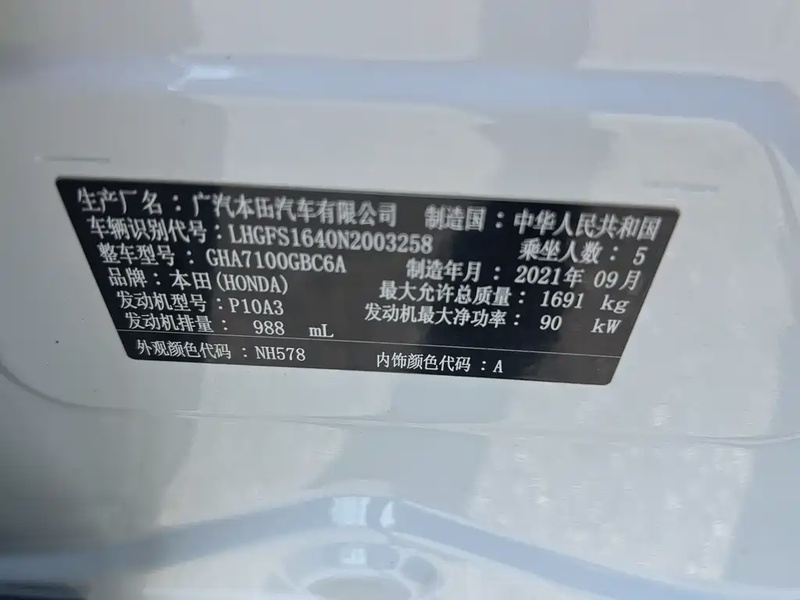 生产厂名：广汽本田汽车有限公司 制造国：中华人民共和国
车辆识别代号：LHGFS1640N2003258 乘坐人数：5
整车型号：GHA7100GBC6A 制造年月：2021年 09月
品牌：本田(HONDA) 最大允许总质量：1691 kg
发动机型号：P10A3 发动机最大净功率：90 kW
发动机排量：988 mL
外观颜色代码：NH578 内饰颜色代码：A